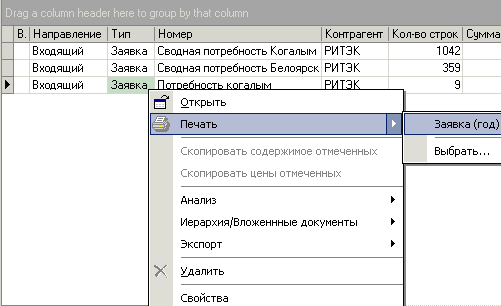 Drag a column header here to group by that column
В. Направление Тип Номер Контрагент Кол-во строк Сумма
Входящий Заявка Сводная потребность Когалым РИТЭК 1042
Входящий Заявка Сводная потребность Белоярск РИТЭК 359
Входящий Заявка Потребность когалым РИТЭК 9
Открыть
Печать
Заявка (год)
Выбрать...
Скопировать содержимое отмеченных
Скопировать цены отмеченных
Анализ
Иерархия/Вложеннные документы
Экспорт
Удалить
Свойства